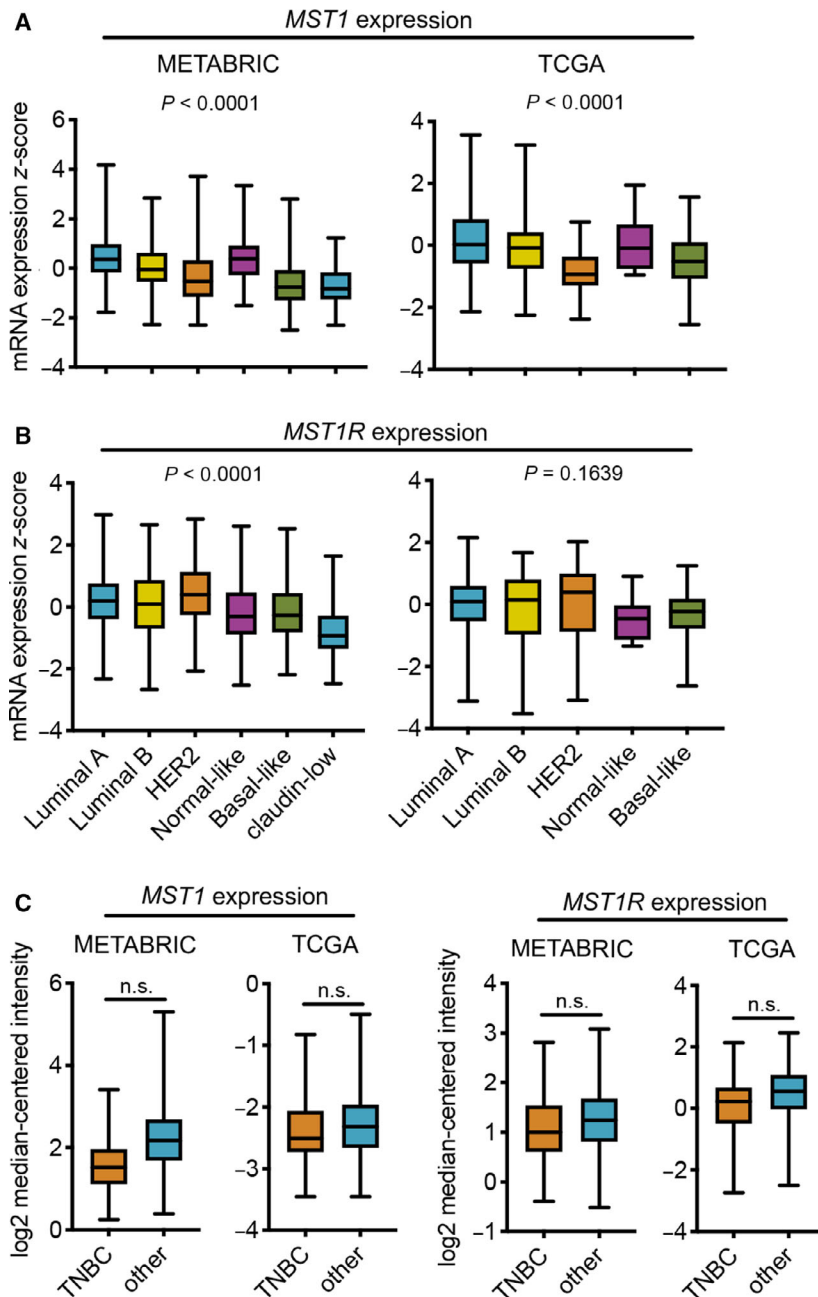 A
MST1 expression
METABRIC
TCGA
P < 0.0001
P < 0.0001
mRNA expression z-score
6
4
2
0
−2
−4
4
2
0
−2
−4
B
MST1R expression
P < 0.0001
P = 0.1639
mRNA expression z-score
4
2
0
−2
−4
4
2
0
−2
−4
Luminal A
Luminal B
HER2
Normal-like
Basal-like
claudin-low
Luminal A
Luminal B
HER2
Normal-like
Basal-like
C
MST1 expression
METABRIC
TCGA
n.s.
n.s.
log2 median-centered intensity
6
4
2
0
0
−1
−2
−3
−4
TNBC
other
TNBC
other
MST1R expression
METABRIC
TCGA
n.s.
n.s.
log2 median-centered intensity
4
3
2
1
0
−1
4
2
0
−2
−4
TNBC
other
TNBC
other